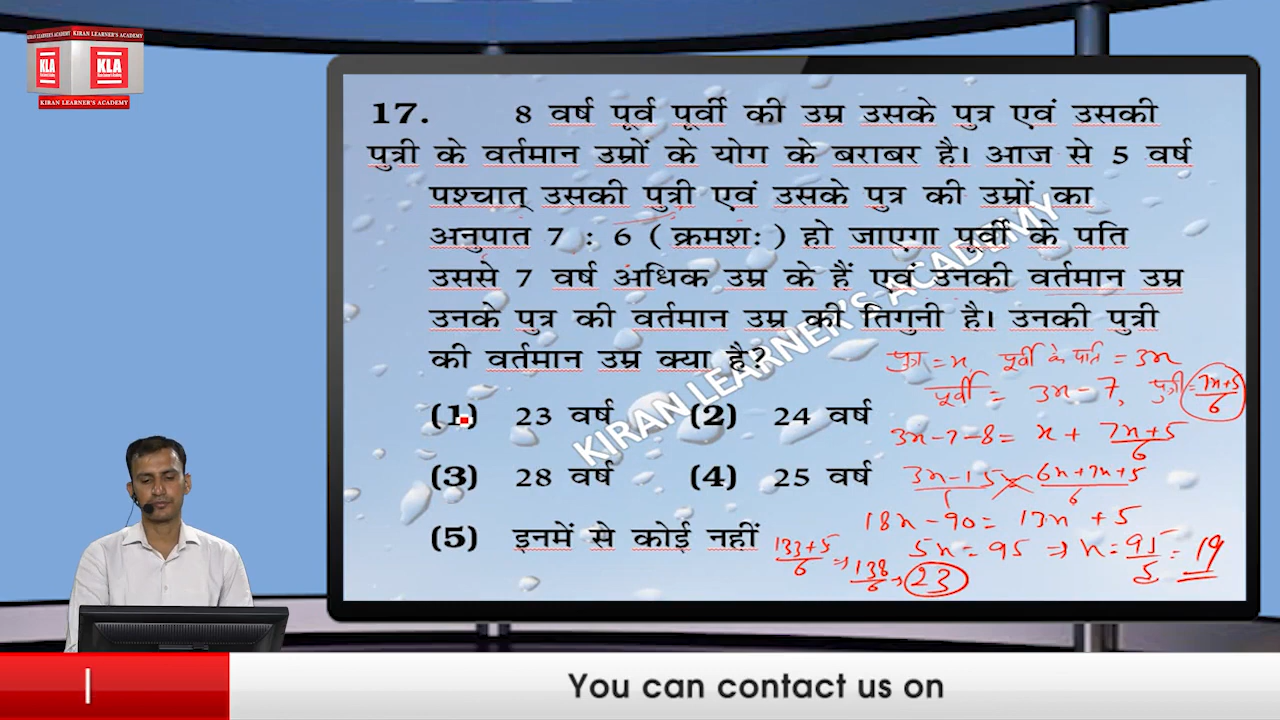 KIRAN LEARNER'S ACADEMY KIRAN LEARNER'S ACADEMY
KLA
KLA
KIRAN LEARNER'S ACADEMY
17. 8 वर्ष पूर्व पूर्वी की उम्र उसके पुत्र एवं उसकी
पुत्री के वर्तमान उम्रों के योग के बराबर है। आज से 5 वर्ष
पश्चात् उसकी पुत्री एवं उसके पुत्र की उम्रों का
अनुपात 7 : 6 ( क्रमशः ) हो जाएगा पूर्वी के पति
उससे 7 वर्ष अधिक उम्र के हैं एवं उनकी वर्तमान उम्र
उनके पुत्र की वर्तमान उम्र की तिगुनी है। उनकी पुत्री
की वर्तमान उम्र क्या है?
(1) 23 वर्ष (2) 24 वर्ष
(3) 28 वर्ष (4) 25 वर्ष
(5) इनमें से कोई नहीं
KIRAN LEARNER'S ACADEMY
पुत्र = x, पूर्वी के पति = 3x
पूर्वी = 3x - 7, पुत्री = 7x+5/6
3x - 7 - 8 = x + 7x+5/6
3x - 15/1 6x + 7x + 5/6
18x - 90 = 13x + 5
5x = 95 ⇒ x = 95/5 = 19
133+5/6 ⇒ 138/6 ⇒ 23
You can contact us on